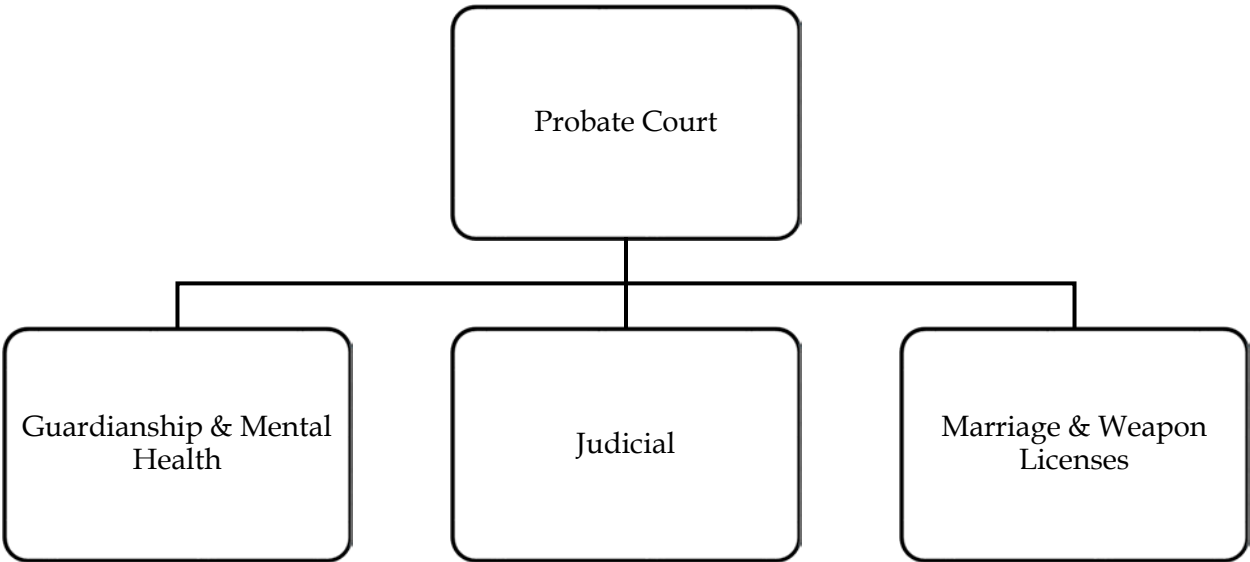 Probate Court
Guardianship & Mental
Health
Judicial
Marriage & Weapon
Licenses